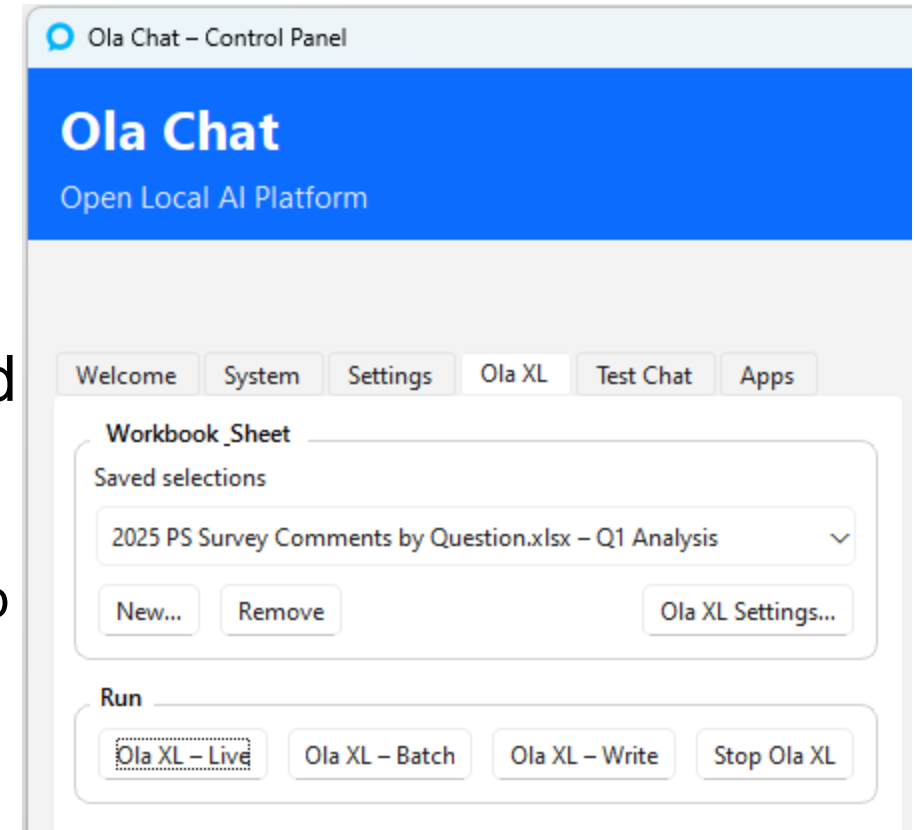 Ola Chat – Control Panel
Ola Chat
Open Local AI Platform
d
Welcome System Settings Ola XL Test Chat Apps
Workbook_Sheet
Saved selections
2025 PS Survey Comments by Question.xlsx – Q1 Analysis
New... Remove Ola XL Settings...
Run
Ola XL – Live Ola XL – Batch Ola XL – Write Stop Ola XL